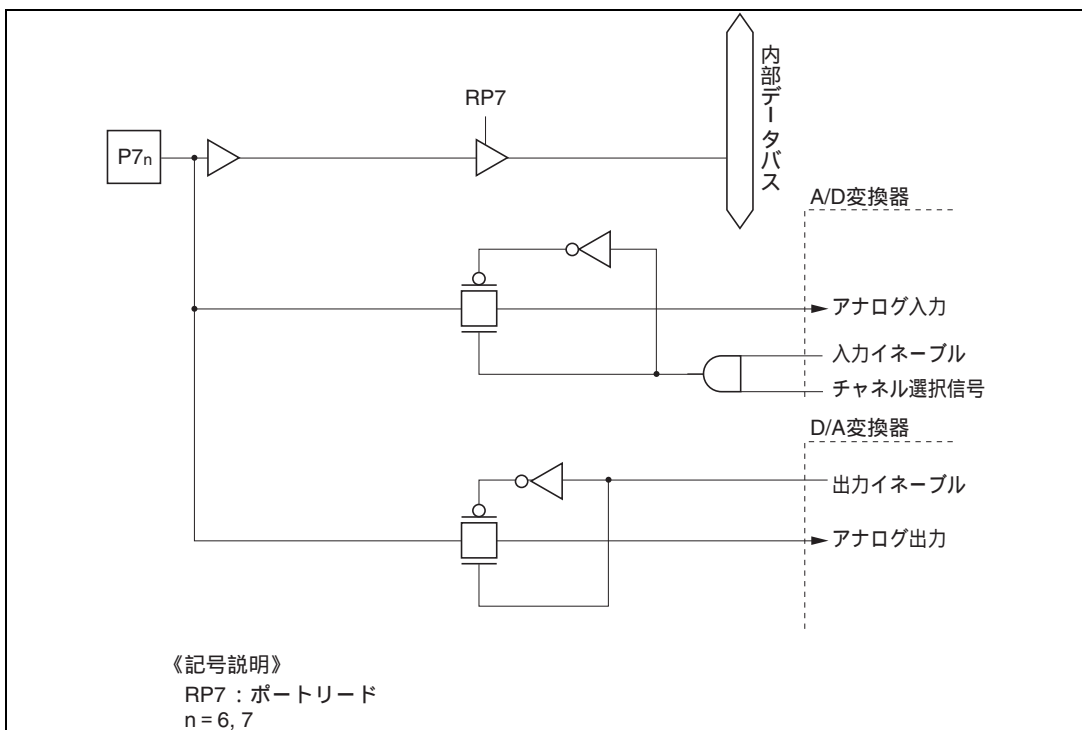 RP7
P7n
内部データバス
A/D変換器
アナログ入力
入力イネーブル
チャネル選択信号
D/A変換器
出力イネーブル
アナログ出力
《記号説明》
RP7 : ポートリード
n = 6, 7